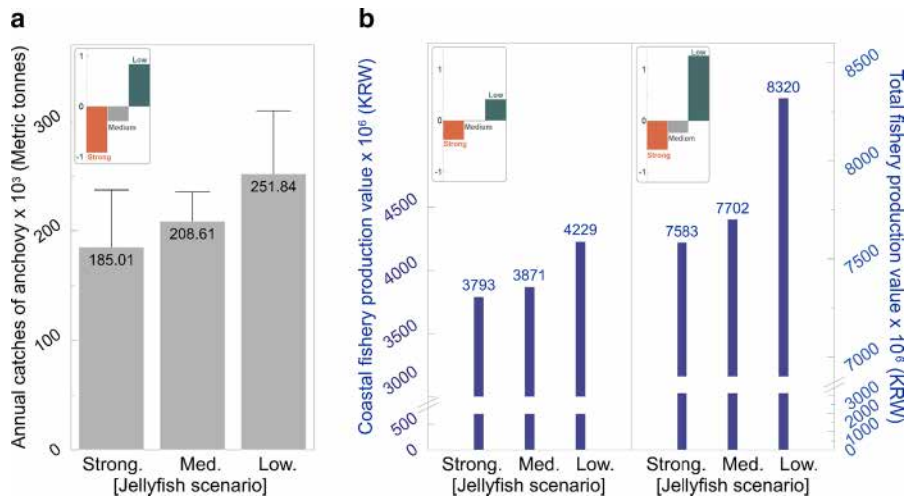 a
Annual catches of anchovy x 10³ (Metric tonnes)
300
200
100
0
1
0
-1
Low
Medium
Strong
185.01
208.61
251.84
Strong.
Med.
Low.
[Jellyfish scenario]
b
Coastal fishery production value x 10⁶ (KRW)
4500
4000
3500
3000
500
0
1
0
-1
Low
Medium
Strong
3793
3871
4229
Strong.
Med.
Low.
[Jellyfish scenario]
1
0
-1
Low
Medium
Strong
7583
7702
8320
Strong.
Med.
Low.
[Jellyfish scenario]
8500
8000
7500
7000
3000
2000
1000
0
Total fishery production value x 10⁶ (KRW)